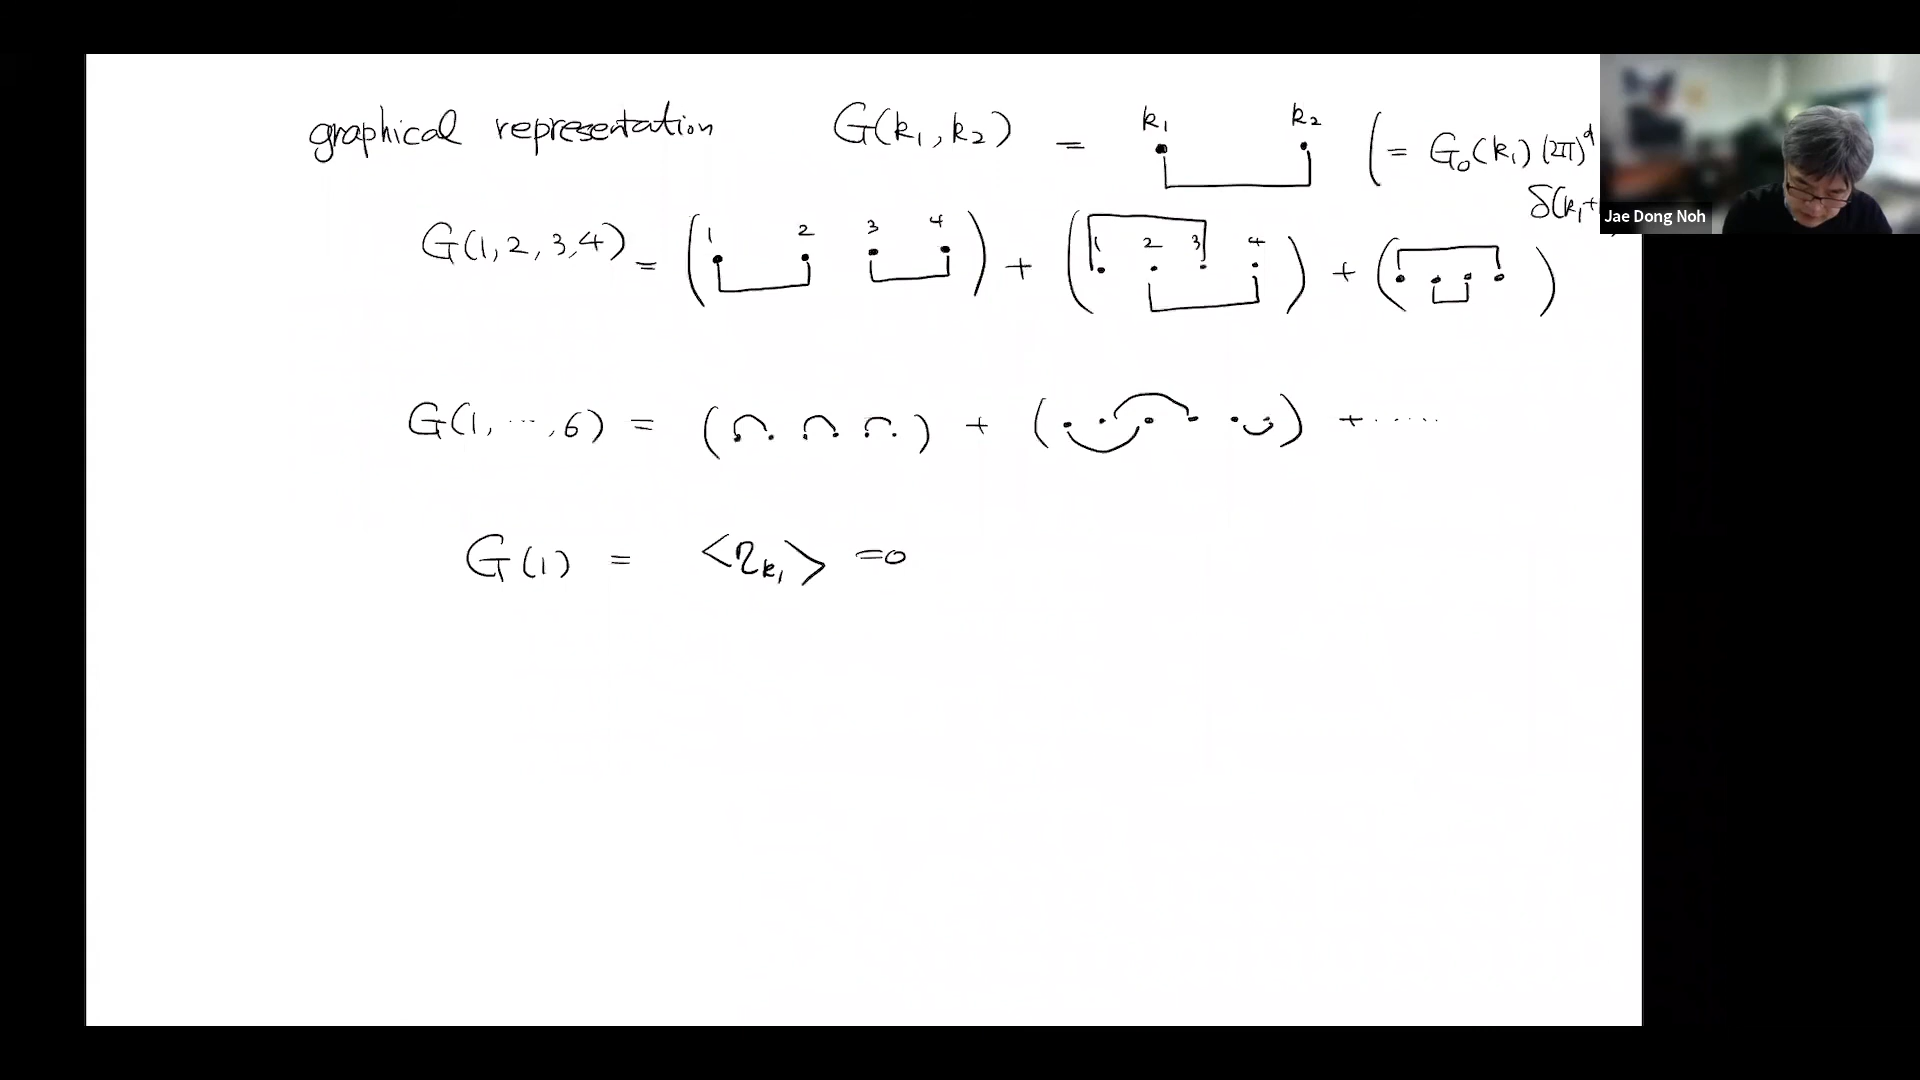 graphical representation G(k₁, k₂) = k₁ k₂ ( = G₀(k₁) (2π)ᵈ
δ(k₁+
Jae Dong Noh
G(1, 2, 3, 4) = ( 1 2 3 4 ) + ( 1 2 3 4 ) + ( )
G(1, ⋯, 6) = ( ) + ( ) + ⋯⋯
G(1) = <η_k₁> = 0